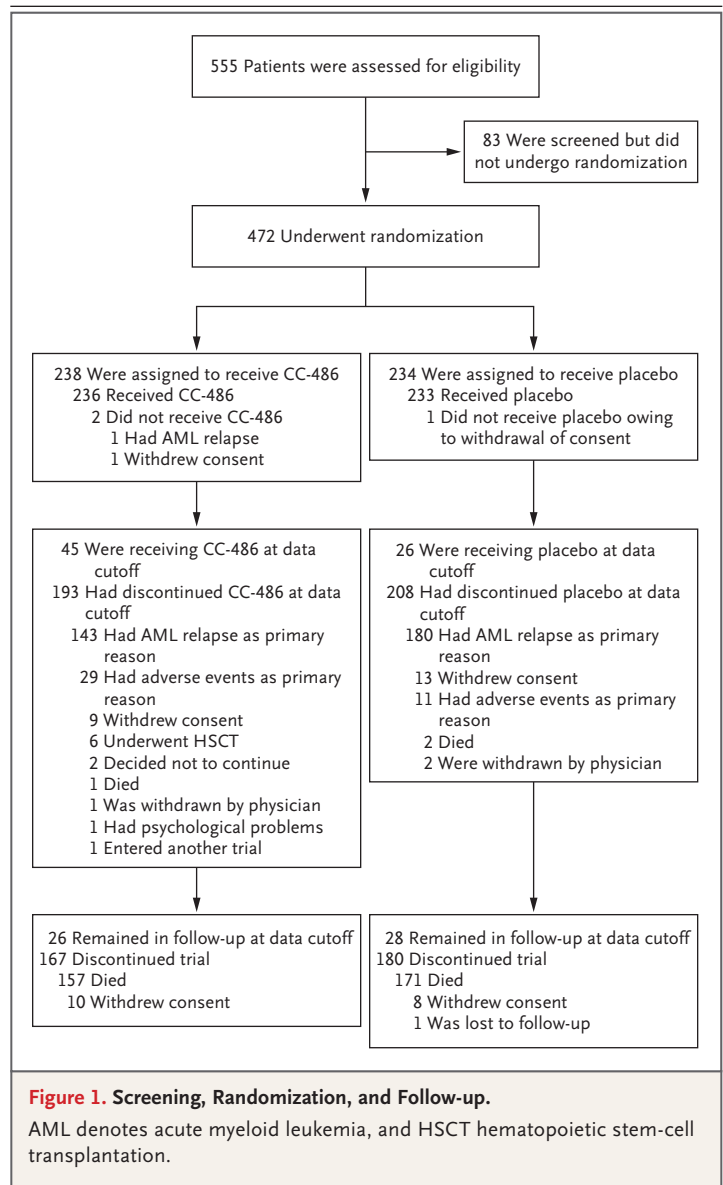 555 Patients were assessed for eligibility
83 Were screened but did
not undergo randomization
472 Underwent randomization
238 Were assigned to receive CC-486
236 Received CC-486
2 Did not receive CC-486
1 Had AML relapse
1 Withdrew consent
234 Were assigned to receive placebo
233 Received placebo
1 Did not receive placebo owing
to withdrawal of consent
45 Were receiving CC-486 at data
cutoff
193 Had discontinued CC-486 at data
cutoff
143 Had AML relapse as primary
reason
29 Had adverse events as primary
reason
9 Withdrew consent
6 Underwent HSCT
2 Decided not to continue
1 Died
1 Was withdrawn by physician
1 Had psychological problems
1 Entered another trial
26 Were receiving placebo at data
cutoff
208 Had discontinued placebo at data
cutoff
180 Had AML relapse as primary
reason
13 Withdrew consent
11 Had adverse events as primary
reason
2 Died
2 Were withdrawn by physician
26 Remained in follow-up at data cutoff
167 Discontinued trial
157 Died
10 Withdrew consent
28 Remained in follow-up at data cutoff
180 Discontinued trial
171 Died
8 Withdrew consent
1 Was lost to follow-up
Figure 1. Screening, Randomization, and Follow-up.
AML denotes acute myeloid leukemia, and HSCT hematopoietic stem-cell
transplantation.